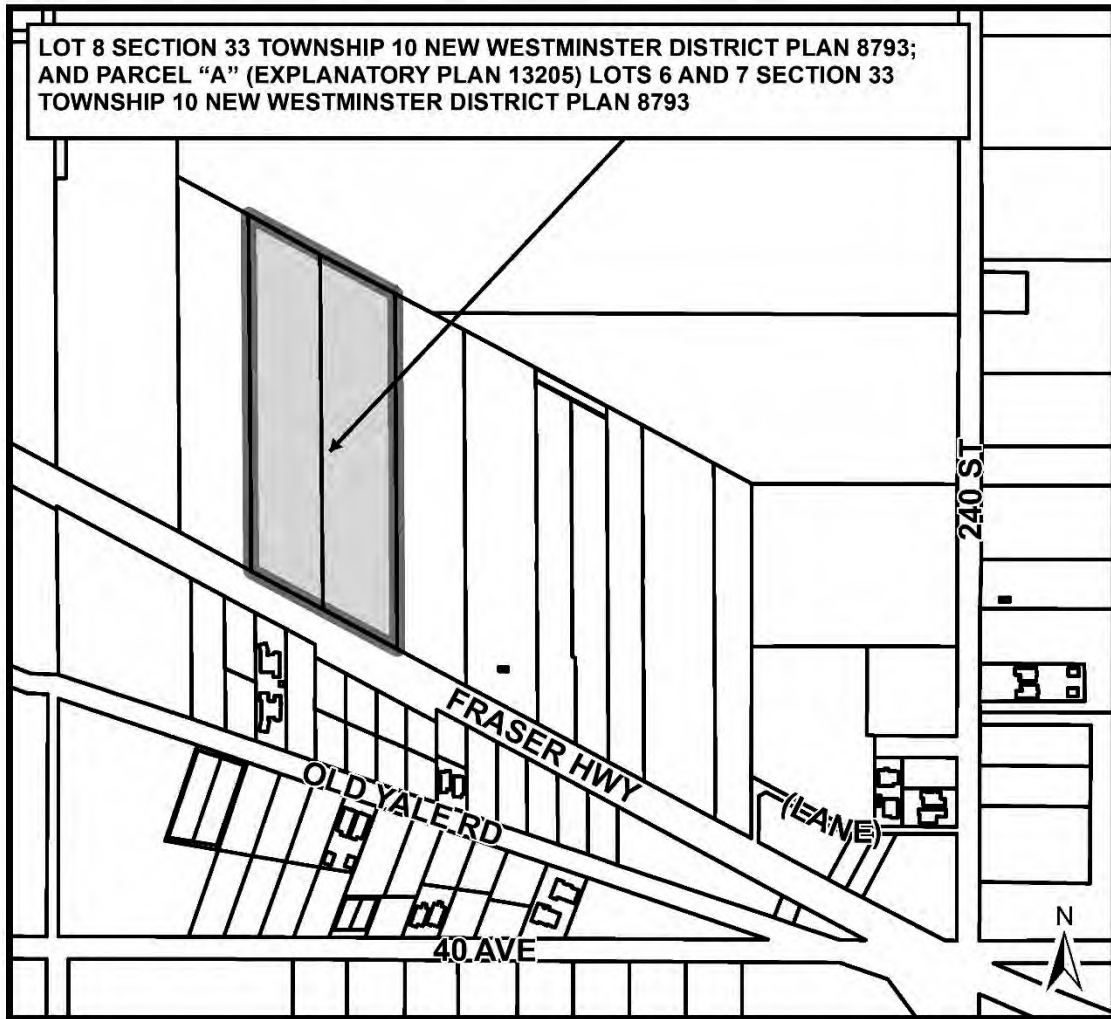 LOT 8 SECTION 33 TOWNSHIP 10 NEW WESTMINSTER DISTRICT PLAN 8793;
AND PARCEL “A” (EXPLANATORY PLAN 13205) LOTS 6 AND 7 SECTION 33
TOWNSHIP 10 NEW WESTMINSTER DISTRICT PLAN 8793
240 ST
FRASER HWY
OLD YALE RD
(LANE)
N
40 AVE